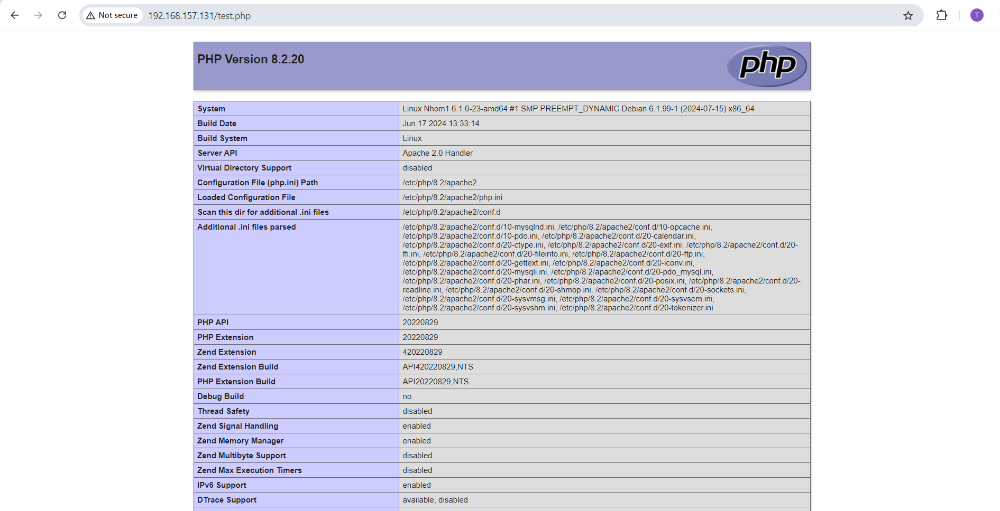 Not secure 192.168.157.131/test.php
T
PHP Version 8.2.20
php
System Linux Nhom1 6.1.0-23-amd64 #1 SMP PREEMPT_DYNAMIC Debian 6.1.99-1 (2024-07-15) x86_64
Build Date Jun 17 2024 13:33:14
Build System Linux
Server API Apache 2.0 Handler
Virtual Directory Support disabled
Configuration File (php.ini) Path /etc/php/8.2/apache2
Loaded Configuration File /etc/php/8.2/apache2/php.ini
Scan this dir for additional .ini files /etc/php/8.2/apache2/conf.d
Additional .ini files parsed /etc/php/8.2/apache2/conf.d/10-mysqlnd.ini, /etc/php/8.2/apache2/conf.d/10-opcache.ini,
/etc/php/8.2/apache2/conf.d/10-pdo.ini, /etc/php/8.2/apache2/conf.d/20-calendar.ini,
/etc/php/8.2/apache2/conf.d/20-ctype.ini, /etc/php/8.2/apache2/conf.d/20-exif.ini, /etc/php/8.2/apache2/conf.d/20-
ffi.ini, /etc/php/8.2/apache2/conf.d/20-fileinfo.ini, /etc/php/8.2/apache2/conf.d/20-ftp.ini,
/etc/php/8.2/apache2/conf.d/20-gettext.ini, /etc/php/8.2/apache2/conf.d/20-iconv.ini,
/etc/php/8.2/apache2/conf.d/20-mysqli.ini, /etc/php/8.2/apache2/conf.d/20-pdo_mysql.ini,
/etc/php/8.2/apache2/conf.d/20-phar.ini, /etc/php/8.2/apache2/conf.d/20-posix.ini, /etc/php/8.2/apache2/conf.d/20-
readline.ini, /etc/php/8.2/apache2/conf.d/20-shmop.ini, /etc/php/8.2/apache2/conf.d/20-sockets.ini,
/etc/php/8.2/apache2/conf.d/20-sysvmsg.ini, /etc/php/8.2/apache2/conf.d/20-sysvsem.ini,
/etc/php/8.2/apache2/conf.d/20-sysvshm.ini, /etc/php/8.2/apache2/conf.d/20-tokenizer.ini
PHP API 20220829
PHP Extension 20220829
Zend Extension 420220829
Zend Extension Build API420220829,NTS
PHP Extension Build API20220829,NTS
Debug Build no
Thread Safety disabled
Zend Signal Handling enabled
Zend Memory Manager enabled
Zend Multibyte Support disabled
Zend Max Execution Timers disabled
IPv6 Support enabled
DTrace Support available, disabled